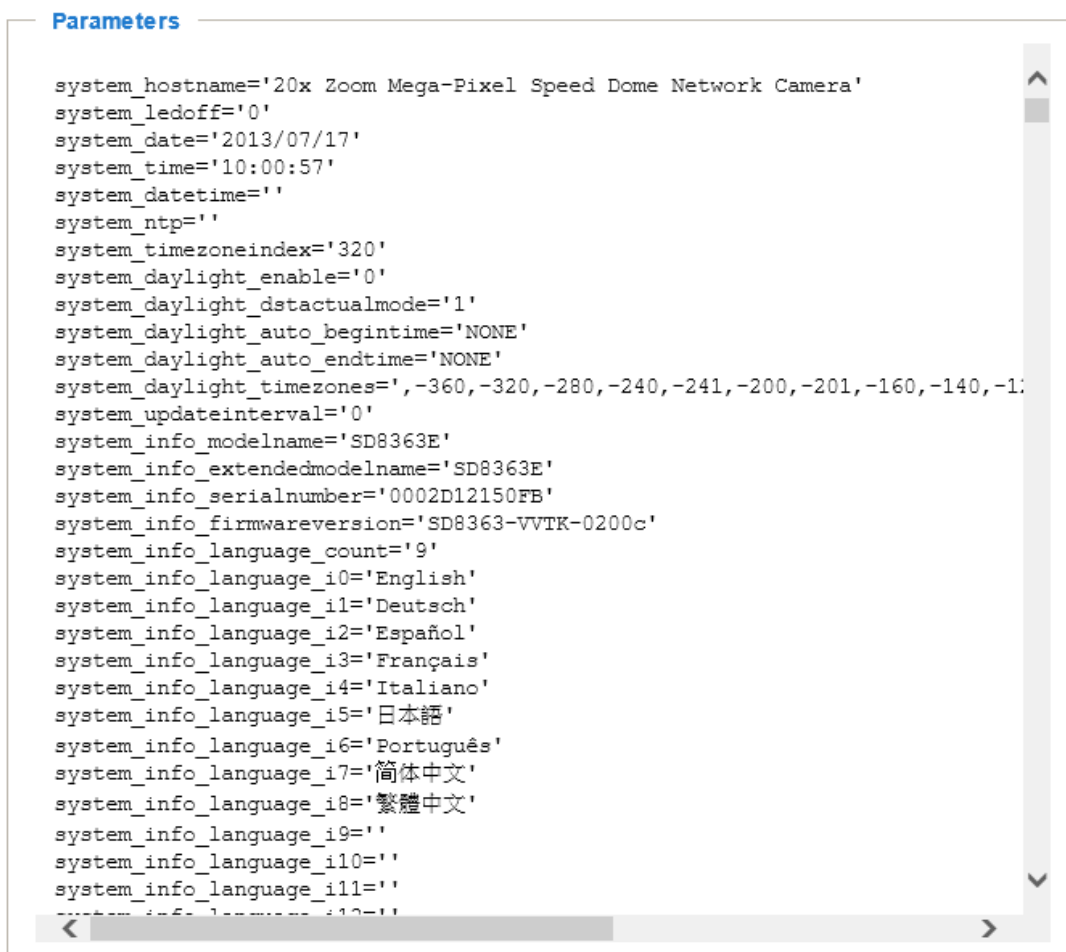 Parameters
system_hostname='20x Zoom Mega-Pixel Speed Dome Network Camera'
system_ledoff='0'
system_date='2013/07/17'
system_time='10:00:57'
system_datetime=''
system_ntp=''
system_timezoneindex='320'
system_daylight_enable='0'
system_daylight_dstactualmode='1'
system_daylight_auto_begintime='NONE'
system_daylight_auto_endtime='NONE'
system_daylight_timezones=',-360,-320,-280,-240,-241,-200,-201,-160,-140,-12
system_updateinterval='0'
system_info_modelname='SD8363E'
system_info_extendedmodelname='SD8363E'
system_info_serialnumber='0002D12150FB'
system_info_firmwareversion='SD8363-VVTK-0200c'
system_info_language_count='9'
system_info_language_i0='English'
system_info_language_i1='Deutsch'
system_info_language_i2='Español'
system_info_language_i3='Français'
system_info_language_i4='Italiano'
system_info_language_i5='日本語'
system_info_language_i6='Português'
system_info_language_i7='简体中文'
system_info_language_i8='繁體中文'
system_info_language_i9=''
system_info_language_i10=''
system_info_language_i11=''